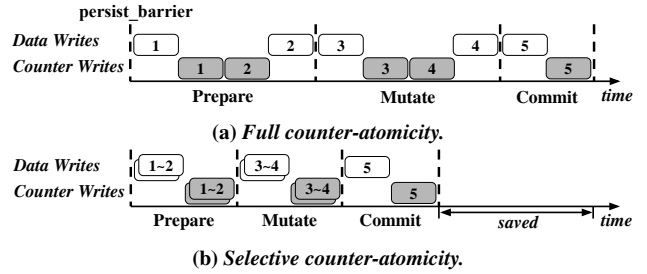 persist_barrier
Data Writes 1 2 3 4 5
Counter Writes 1 2 3 4 5
Prepare Mutate Commit time
(a) Full counter-atomicity.
Data Writes 1~2 3~4 5
Counter Writes 1~2 3~4 5
Prepare Mutate Commit saved time
(b) Selective counter-atomicity.